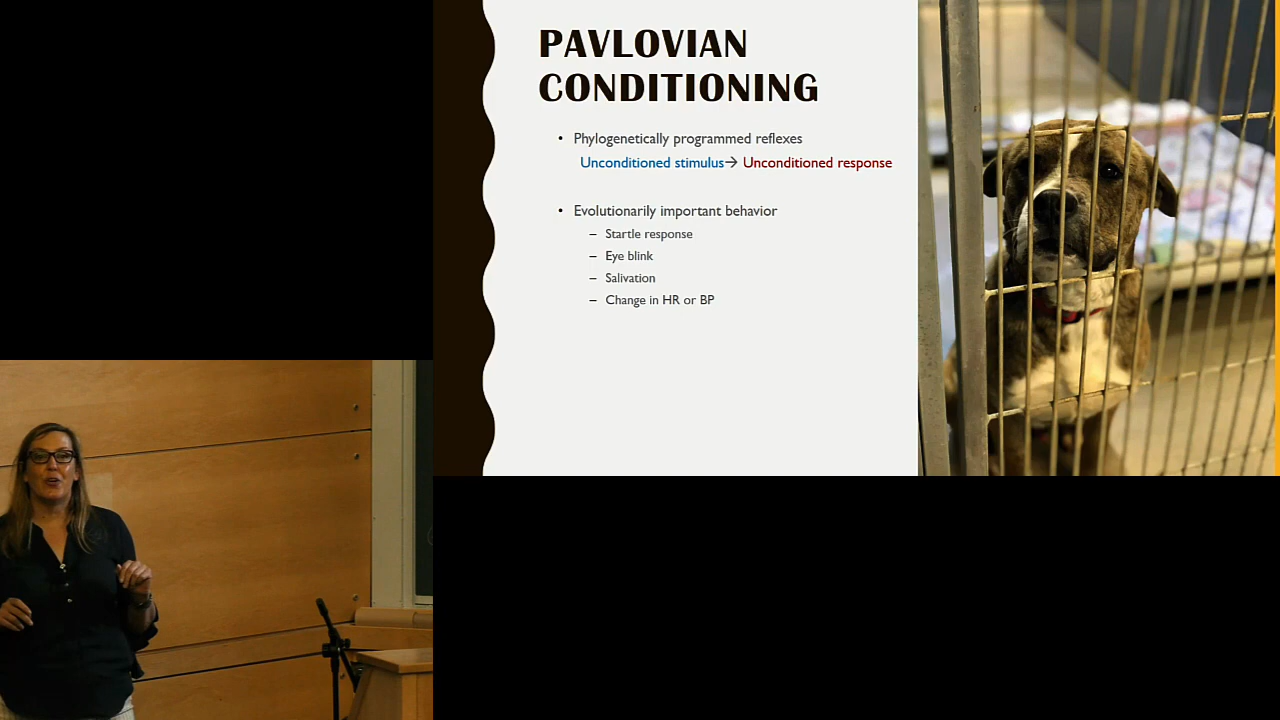 PAVLOVIAN
CONDITIONING
• Phylogenetically programmed reflexes
Unconditioned stimulus→ Unconditioned response
• Evolutionarily important behavior
– Startle response
– Eye blink
– Salivation
– Change in HR or BP